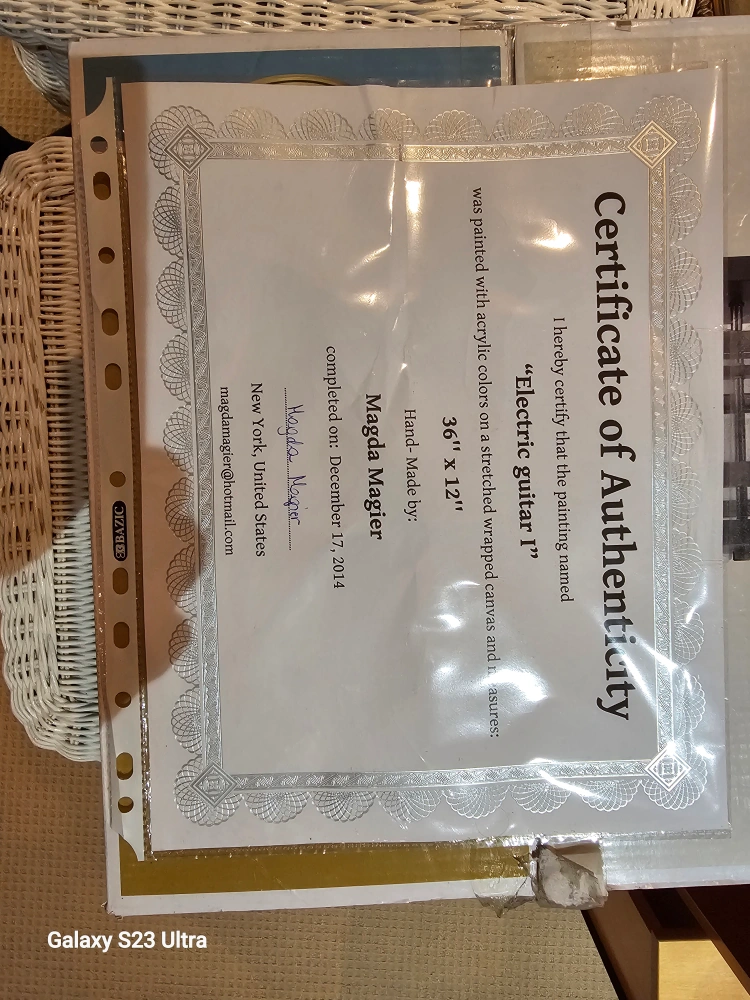 Certificate of Authenticity
I hereby certify that the painting named
“Electric guitar I”
was painted with acrylic colors on a stretched wrapped canvas and measures:
36" x 12"
Hand- Made by:
Magda Magier
completed on: December 17, 2014
Magda Magier
New York, United States
magdamagier@hotmail.com
BAZIC
Galaxy S23 Ultra